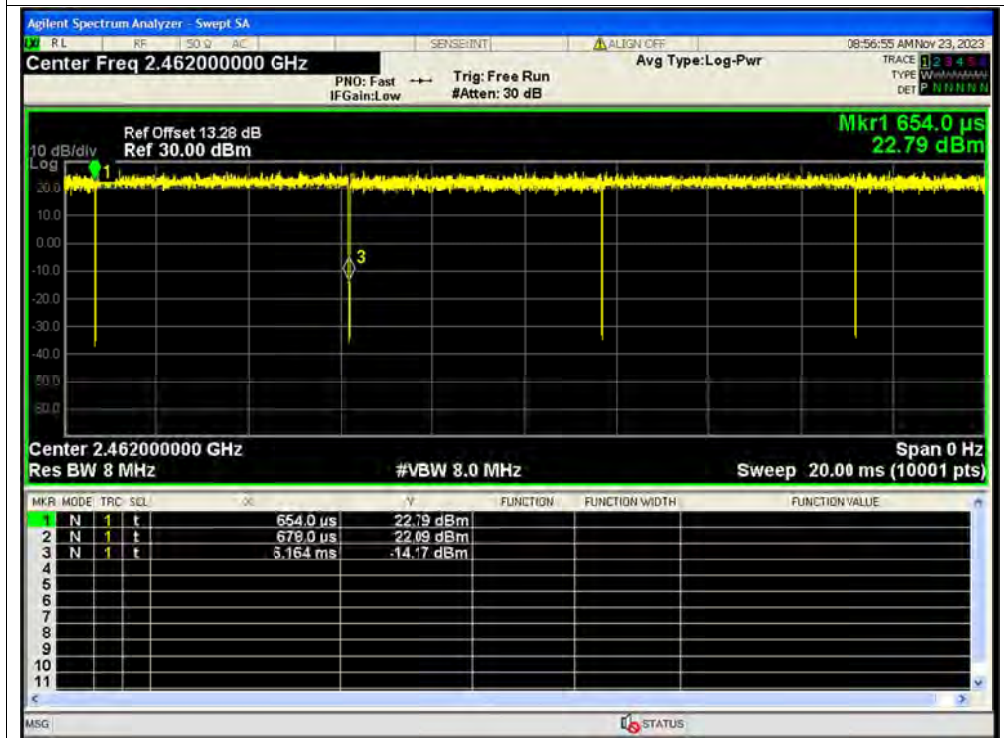 Agilent Spectrum Analyzer - Swept SA
RL RF 50 Ω AC SENSE:INT ALIGN OFF 08:56:55 AM Nov 23, 2023
Center Freq 2.462000000 GHz Avg Type:Log-Pwr TRACE 1 2 3 4 5 6
PNO: Fast Trig: Free Run TYPE
IFGain:Low #Atten: 30 dB DET P N N N N N
Mkr1 654.0 µs
Ref Offset 13.28 dB
10 dB/div Ref 30.00 dBm 22.79 dBm
Log
1
20.0
10.0
0.00
3
-10.0
-20.0
-30.0
-40.0
-50.0
-60.0
Center 2.462000000 GHz Span 0 Hz
Res BW 8 MHz #VBW 8.0 MHz Sweep 20.00 ms (10001 pts)
MKR MODE TRC SCL X Y FUNCTION FUNCTION WIDTH FUNCTION VALUE
1 N 1 t 654.0 µs 22.79 dBm
2 N 1 t 678.0 µs 22.09 dBm
3 N 1 t 6.164 ms -14.17 dBm
4
5
6
7
8
9
10
11
MSG STATUS